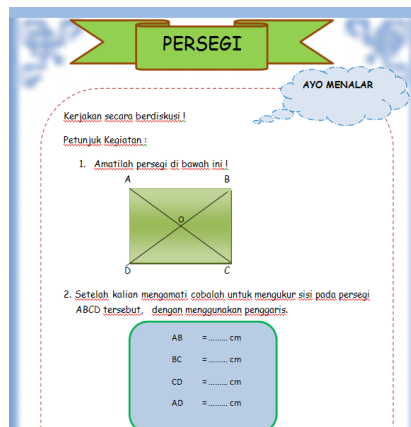 PERSEGI
AYO MENALAR
Kerjakan secara berdiskusi !
Petunjuk Kegiatan :
1. Amatilah persegi di bawah ini !
A B
O
D C
2. Setelah kalian mengamati cobalah untuk mengukur sisi pada persegi
ABCD tersebut, dengan menggunakan penggaris.
AB = ......... cm
BC = ......... cm
CD = ......... cm
AD = ......... cm